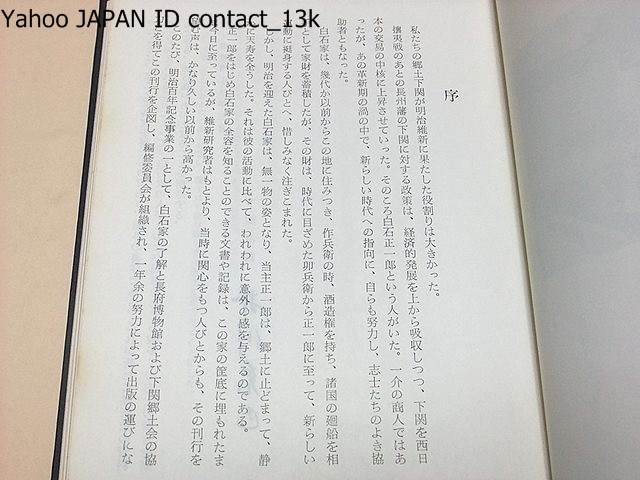 Yahoo JAPAN ID contact_13k
序
私たちの郷土下関が明治維新に果たした役割りは大きかった。
攘夷戦のあとの長州藩の下関に対する政策は、経済的発展を上から吸収しつつ、下関を西日
本の交易の中核に上昇させていった。そのころ白石正一郎という人がいた。一介の商人ではあ
ったが、あの革新期の渦の中で、新らしい時代への指向に、自らも努力し、志士たちのよき協
助者ともなった。
白石家は、幾代か以前からこの地に住みつき、作兵衛の時、酒造権を持ち、諸国の廻船を相
として家財を蓄積したが、その財は、時代に目ざめた卯兵衛から正一郎に至って、新らしい
動に挺身する人びとへ、惜しみなく注ぎこまれた。
しかし、明治を迎えた白石家は、無一物の姿となり、当主正一郎は、郷土に止どまって、静
に天寿を全うした。それは彼の活動に比べて、われわれに意外の感を与えるのである。
正一郎をはじめ白石家の全容を知ることのできる文書や記録は、この家の筐底に埋もれたま
今日に至っているが、維新研究者はもとより、当時に関心をもつ人びとからも、その刊行を
む声は、かなり久しい以前から高かった。
このたび、明治百年記念事業の一として、白石家の了解と長府博物館および下関郷土会の協
を得てこの刊行を企図し、編修委員会が組織され、一年余の努力によって出版の運びにな